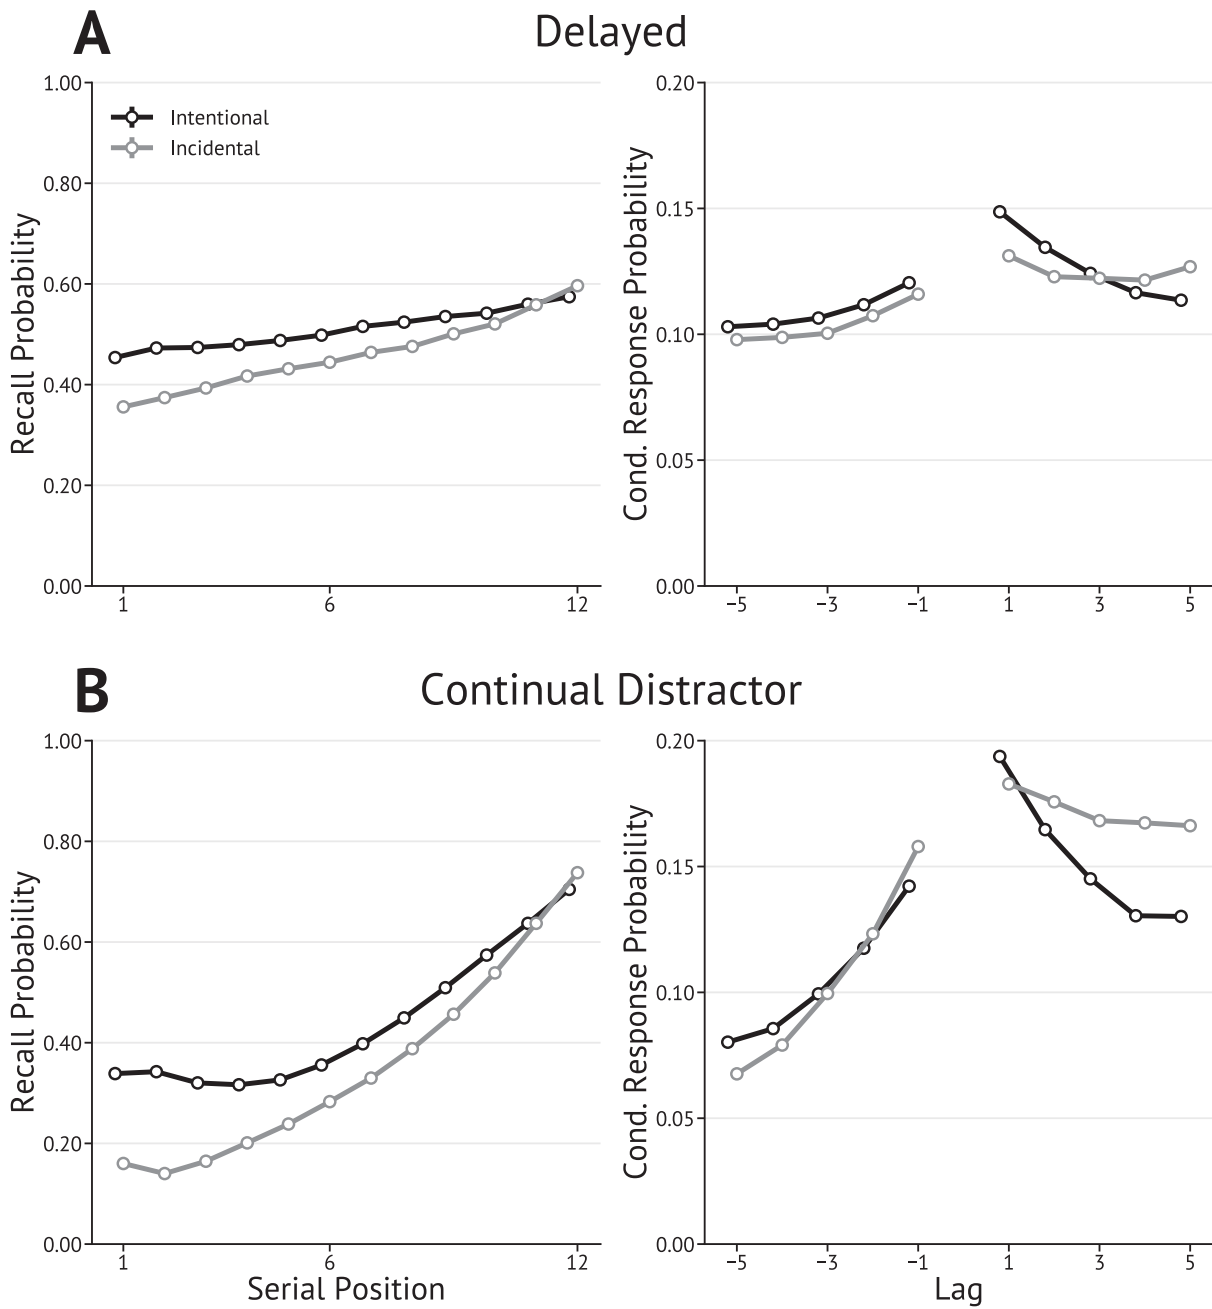 A
Delayed
Intentional
Incidental
Recall Probability
1.00
0.80
0.60
0.40
0.20
0.00
1 6 12
Cond. Response Probability
0.20
0.15
0.10
0.05
0.00
−5 −3 −1 1 3 5
B
Continual Distractor
Recall Probability
1.00
0.80
0.60
0.40
0.20
0.00
1 6 12
Serial Position
Cond. Response Probability
0.20
0.15
0.10
0.05
0.00
−5 −3 −1 1 3 5
Lag